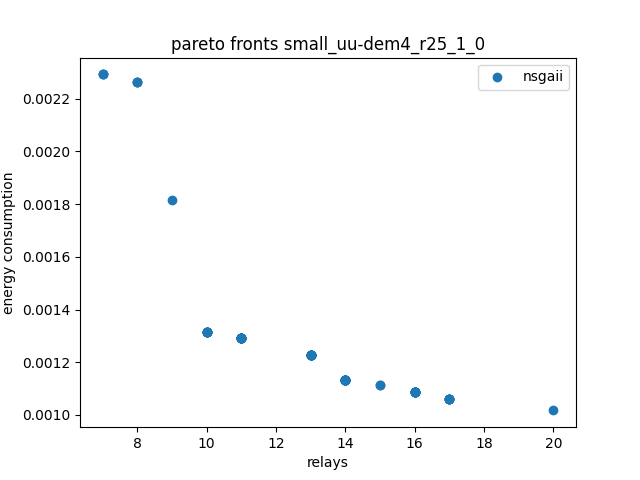 pareto fronts small_uu-dem4_r25_1_0
nsgaii
energy consumption
0.0022
0.0020
0.0018
0.0016
0.0014
0.0012
0.0010
8 10 12 14 16 18 20
relays